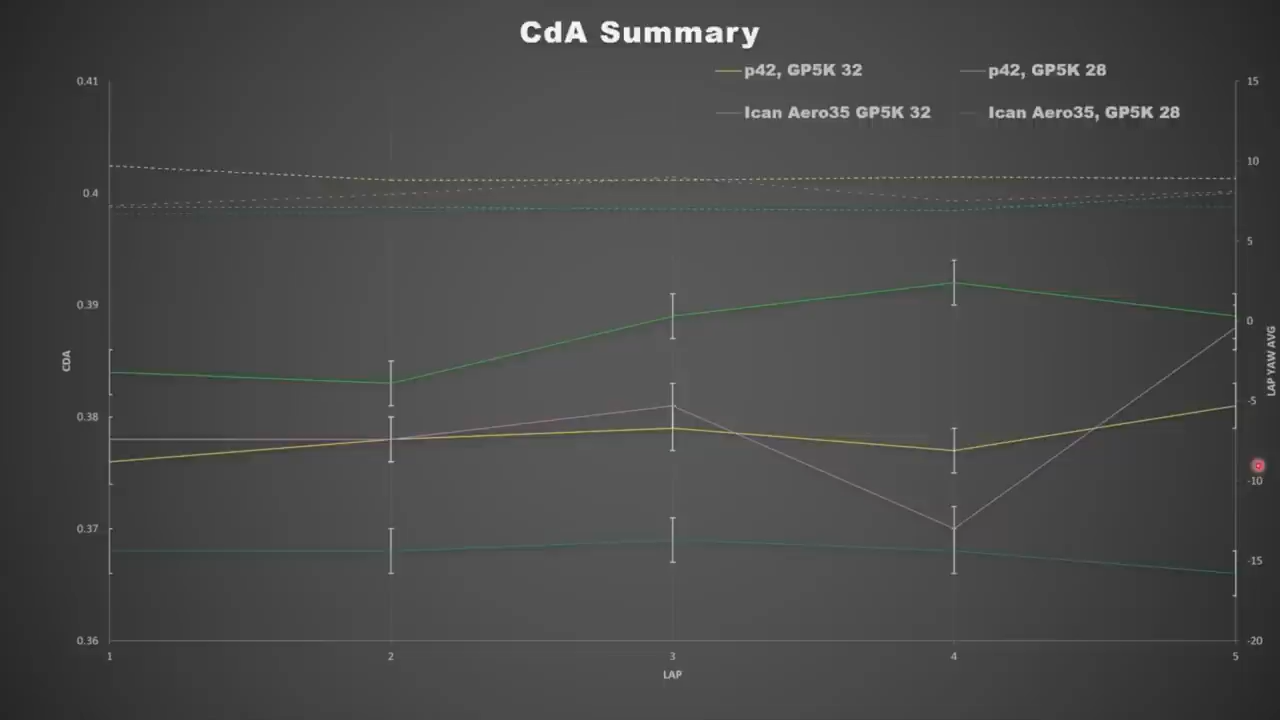 CdA Summary
p42, GP5K 32
p42, GP5K 28
Ican Aero35 GP5K 32
Ican Aero35, GP5K 28
0.41
0.4
0.39
0.38
0.37
0.36
CDA
15
10
5
0
-5
-10
-15
-20
LAP YAW AVG
1
2
3
4
5
LAP